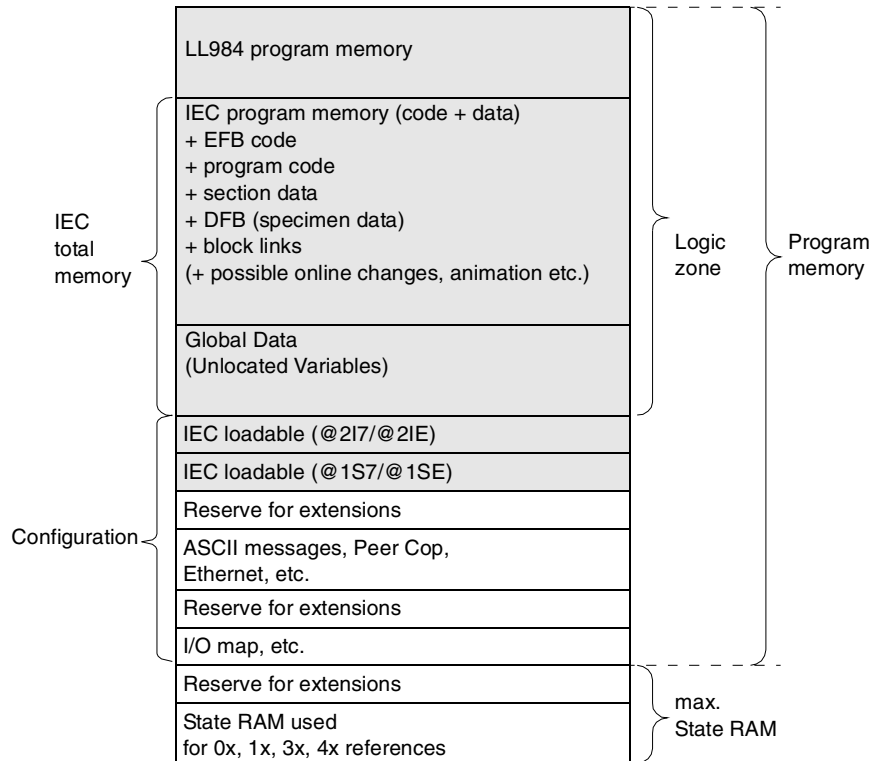 LL984 program memory
IEC program memory (code + data)
+ EFB code
+ program code
+ section data
+ DFB (specimen data)
+ block links
(+ possible online changes, animation etc.)
IEC
total
memory
Logic
zone
Program
memory
Global Data
(Unlocated Variables)
IEC loadable (@2I7/@2IE)
IEC loadable (@1S7/@1SE)
Reserve for extensions
Configuration
ASCII messages, Peer Cop,
Ethernet, etc.
Reserve for extensions
I/O map, etc.
Reserve for extensions
State RAM used
for 0x, 1x, 3x, 4x references
max.
State RAM